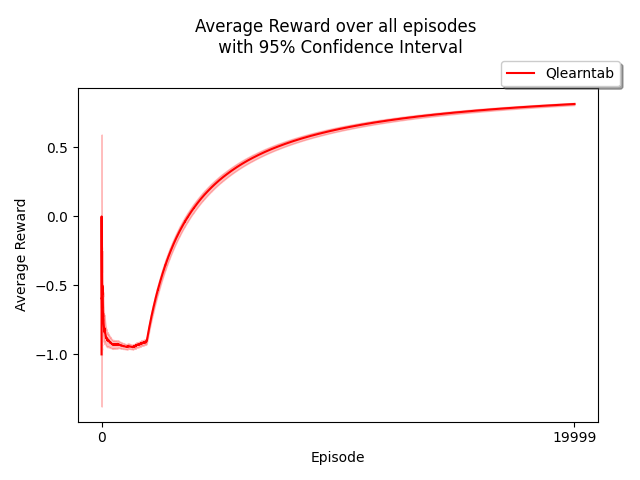 Average Reward over all episodes
with 95% Confidence Interval
Qlearntab
0.5
0.0
−0.5
−1.0
Average Reward
0
19999
Episode